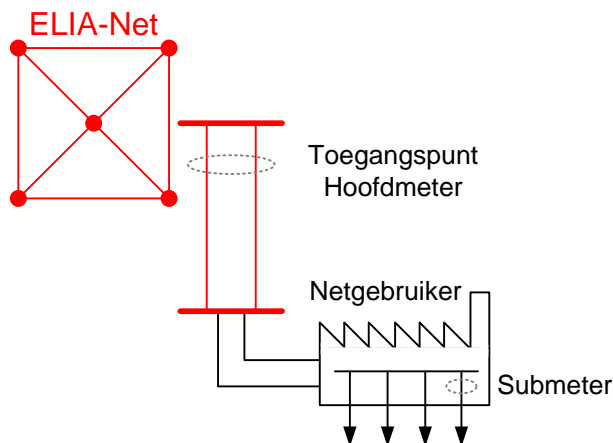 ELIA-Net
Toegangspunt
Hoofdmeter
Netgebruiker
Submeter